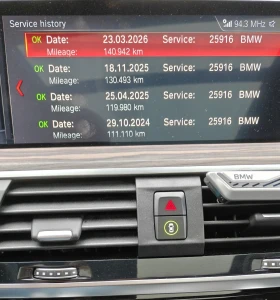 Service history 94.3 MHz
OK Date: 23.03.2026 Service: 25916 BMW
Mileage: 140.942 km
OK Date: 18.11.2025 Service: 25916 BMW
Mileage: 130.493 km
OK Date: 25.04.2025 Service: 25916 BMW
Mileage: 119.980 km
OK Date: 29.10.2024 Service: 25916 BMW
Mileage: 111.110 km
BMW